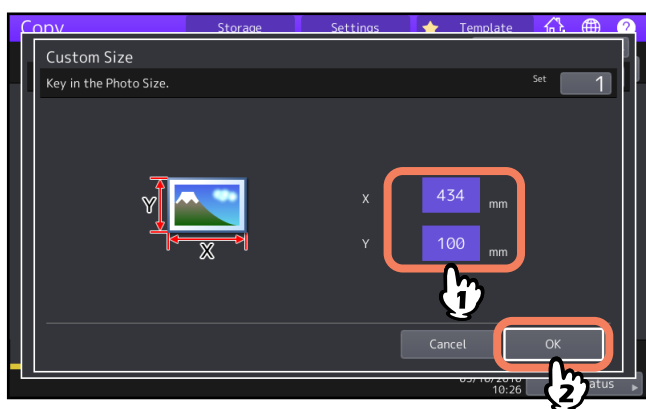 Copy Storage Settings Template ?
Custom Size
Key in the Photo Size.
Set 1
Y
X
X 434 mm
Y 100 mm
1
Cancel OK
2
10:26